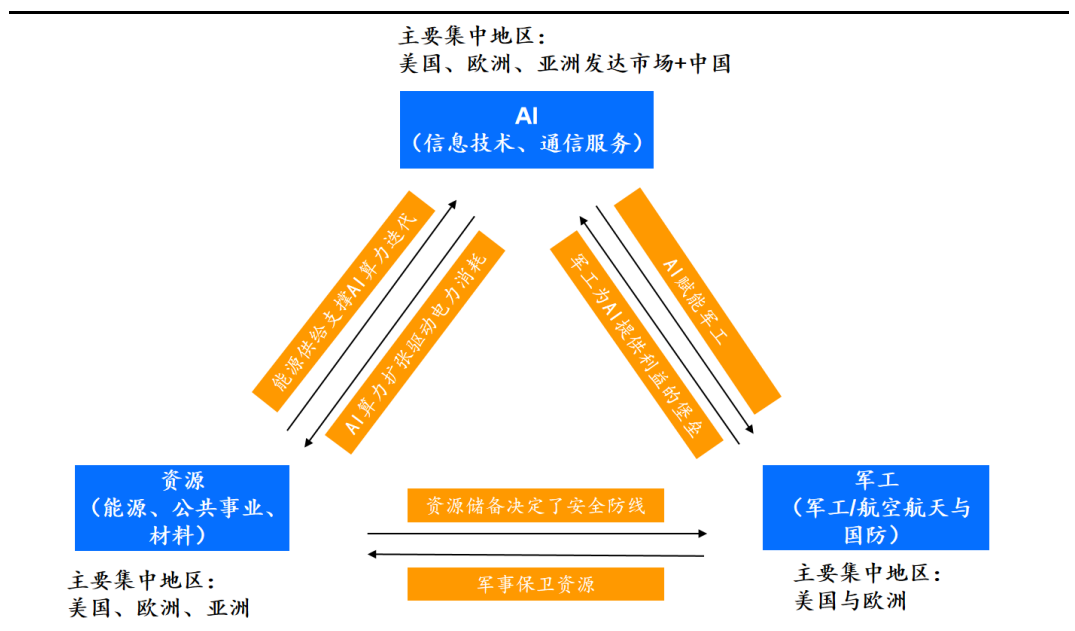 主要集中地区：
美国、欧洲、亚洲发达市场+中国
AI
（信息技术、通信服务）
能源供给支撑AI算力迭代
AI算力扩张驱动电力消耗
军工为AI提供利益的堡垒
AI赋能军工
资源
（能源、公共事业、
材料）
资源储备决定了安全防线
军事保卫资源
军工
（军工/航空航天与
国防）
主要集中地区：
美国、欧洲、亚洲
主要集中地区：
美国与欧洲